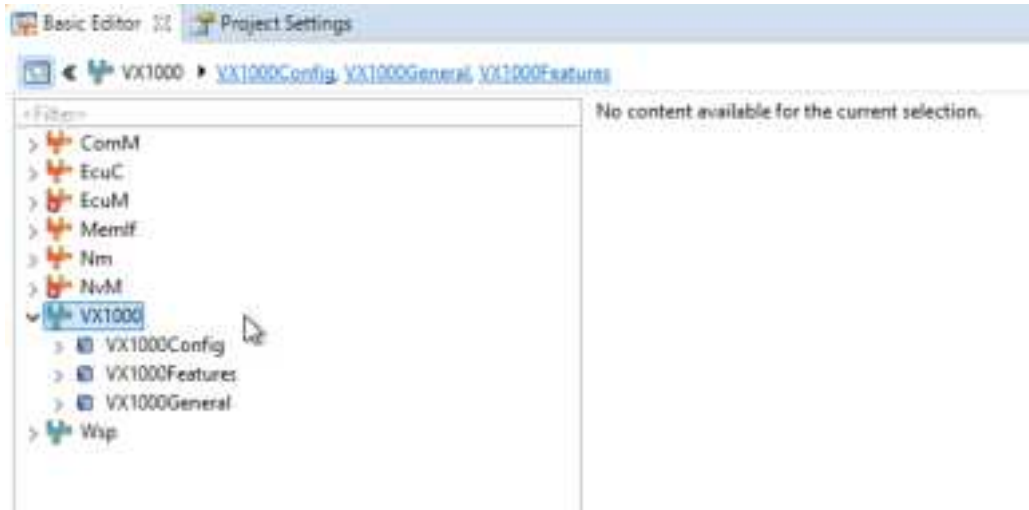 Basic Editor Project Settings
VX1000 VX1000Config, VX1000General, VX1000Features
<Filter>
No content available for the current selection.
ComM
EcuC
EcuM
MemIf
Nm
NvM
VX1000
VX1000Config
VX1000Features
VX1000General
Wsp